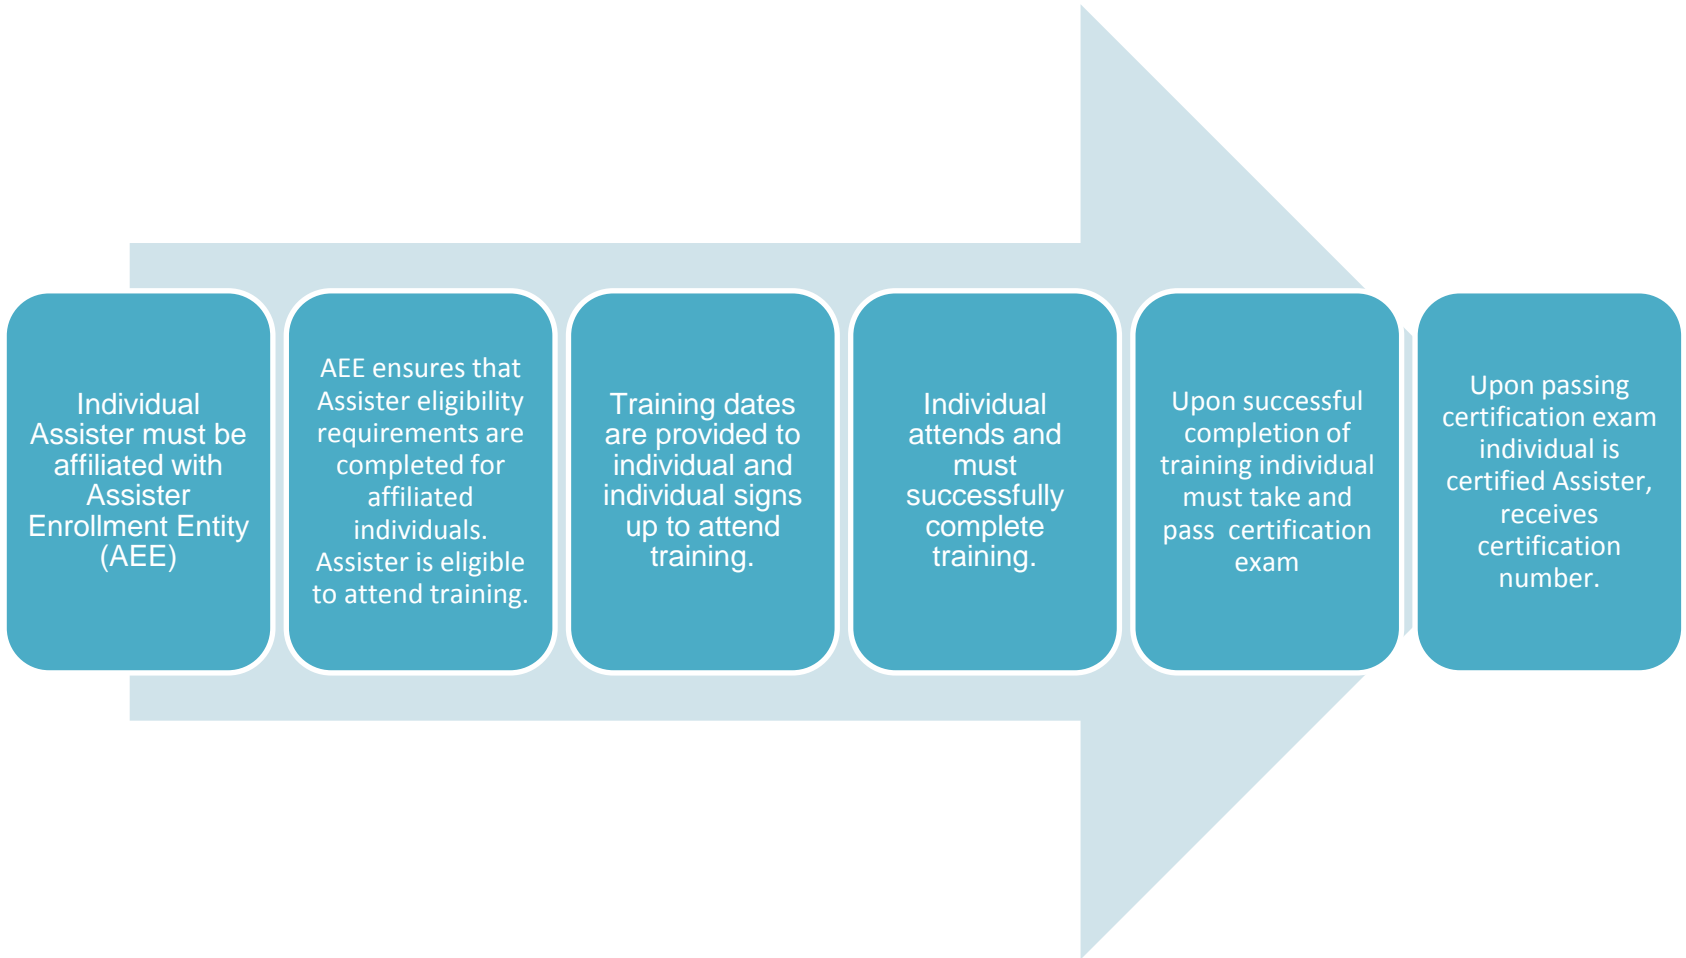 Individual
Assister must be
affiliated with
Assister
Enrollment Entity
(AEE)
AEE ensures that
Assister eligibility
requirements are
completed for
affiliated
individuals.
Assister is eligible
to attend training.
Training dates
are provided to
individual and
individual signs
up to attend
training.
Individual
attends and
must
successfully
complete
training.
Upon successful
completion of
training individual
must take and
pass  certification
exam
Upon passing
certification exam
individual is
certified Assister,
receives
certification
number.